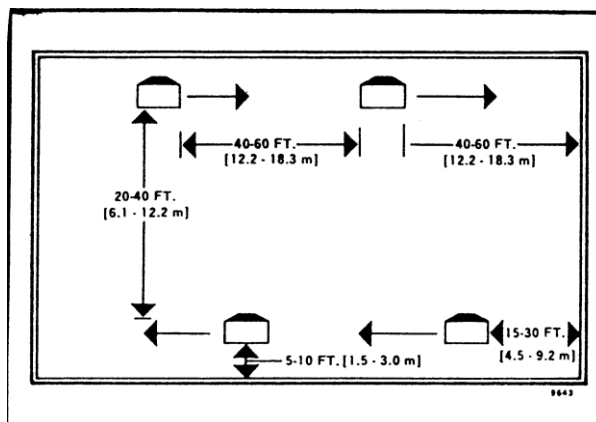 40-60 FT.
[12.2 - 18.3 m]
40-60 FT.
[12.2 - 18.3 m]
20-40 FT.
[6.1 - 12.2 m]
15-30 FT.
[4.5 - 9.2 m]
5-10 FT. [1.5 - 3.0 m]
9643